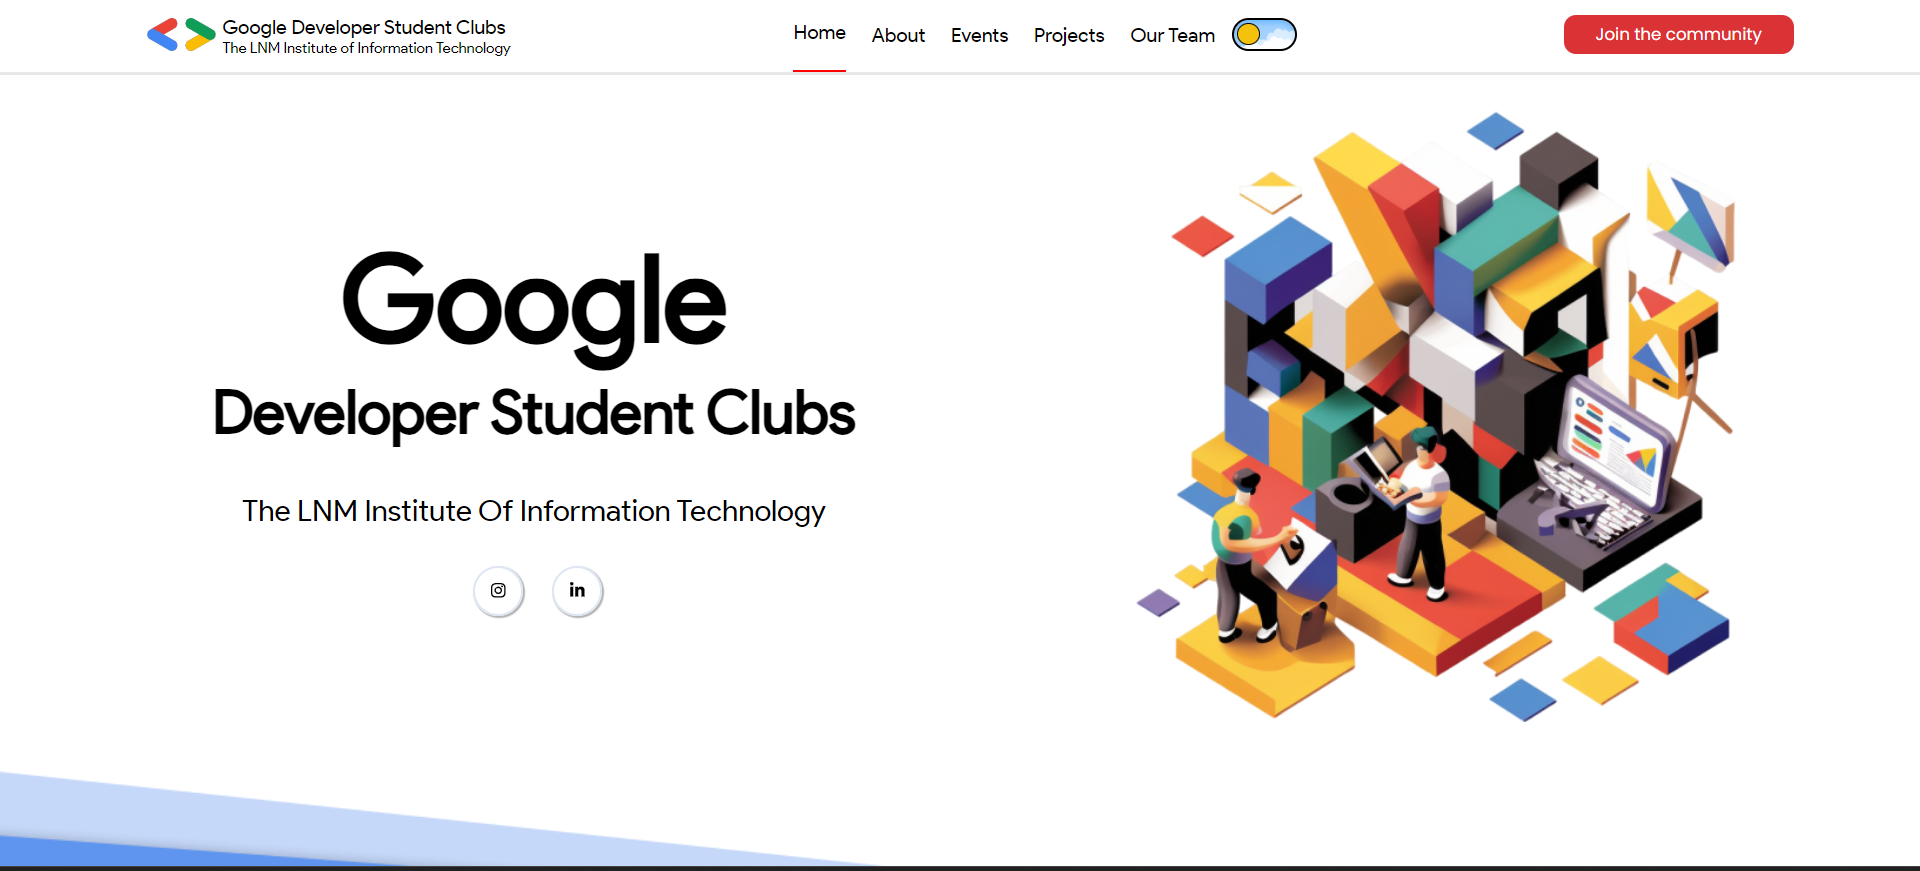 Google Developer Student Clubs
The LNM Institute of Information Technology
Home About Events Projects Our Team
Join the community
Google
Developer Student Clubs
The LNM Institute Of Information Technology
in